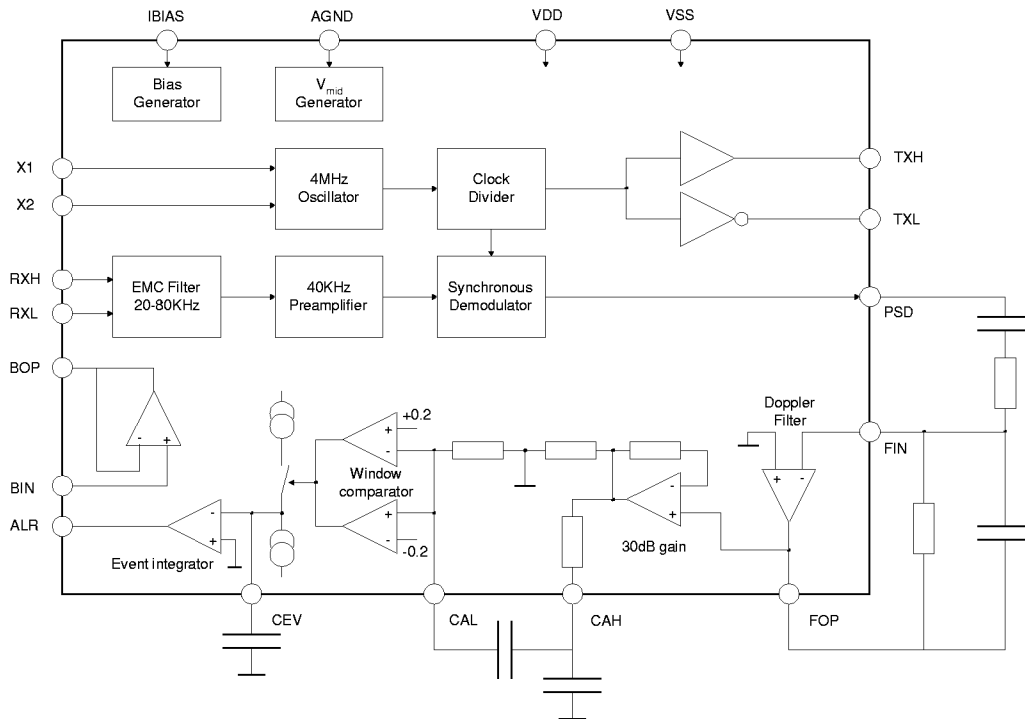 IBIAS
AGND
VDD
VSS
Bias
Generator
Vmid
Generator
X1
X2
4MHz
Oscillator
Clock
Divider
TXH
TXL
RXH
RXL
EMC Filter
20-80KHz
40KHz
Preamplifier
Synchronous
Demodulator
PSD
BOP
- +
BIN
ALR
-
+
Event integrator
+0.2
+
-
Window
comparator
+
-
-0.2
-
+
30dB gain
Doppler
Filter
+ -
FIN
CEV
CAL
CAH
FOP